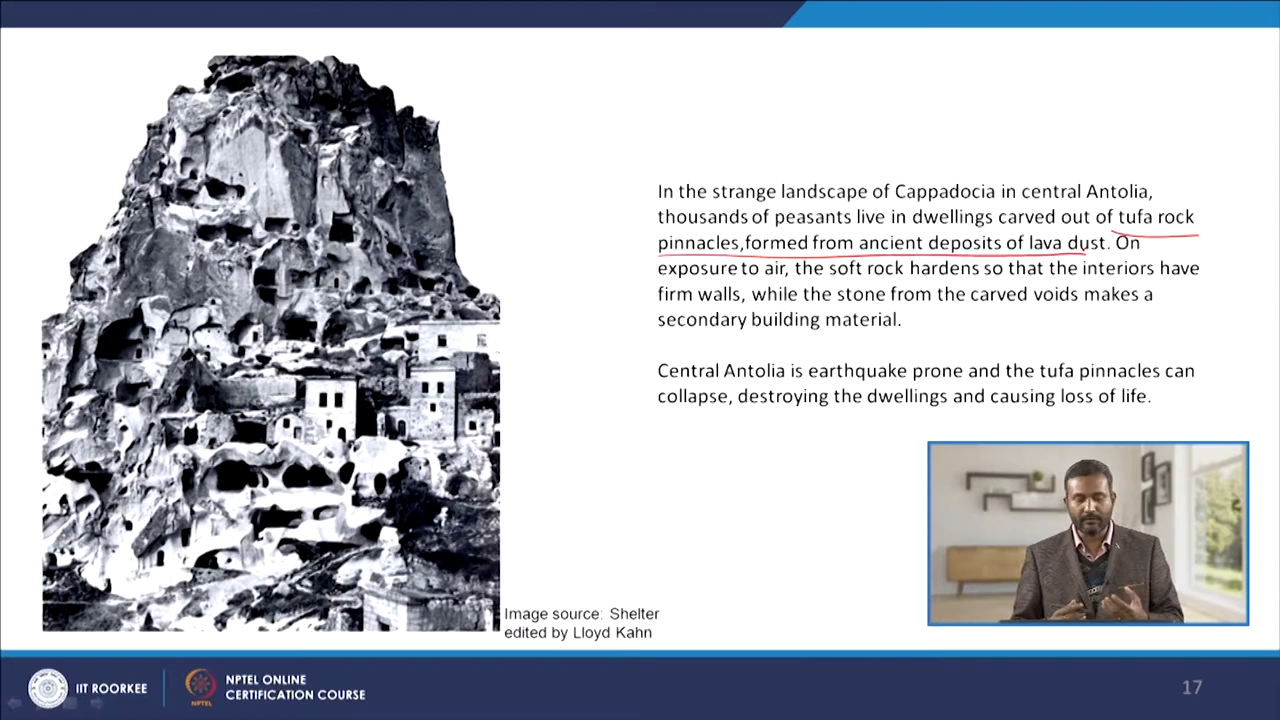 In the strange landscape of Cappadocia in central Antolia,
thousands of peasants live in dwellings carved out of tufa rock
pinnacles,formed from ancient deposits of lava dust. On
exposure to air, the soft rock hardens so that the interiors have
firm walls, while the stone from the carved voids makes a
secondary building material.
Central Antolia is earthquake prone and the tufa pinnacles can
collapse, destroying the dwellings and causing loss of life.
Image source: Shelter
edited by Lloyd Kahn
IIT ROORKEE
NPTEL
NPTEL ONLINE
CERTIFICATION COURSE
17